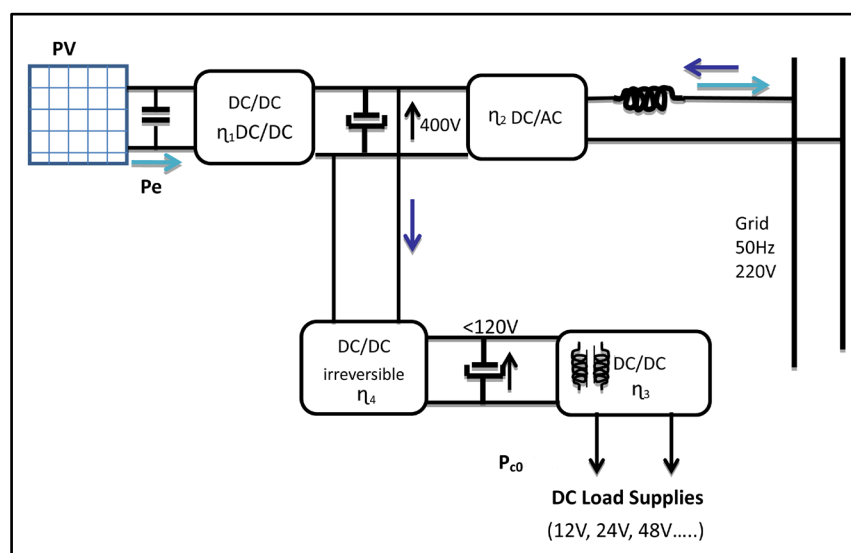 PV
DC/DC
η₁DC/DC
400V
η₂ DC/AC
Pe
Grid
50Hz
220V
<120V
DC/DC
irreversible
η₄
DC/DC
η₃
Pc0
DC Load Supplies
(12V, 24V, 48V.....)